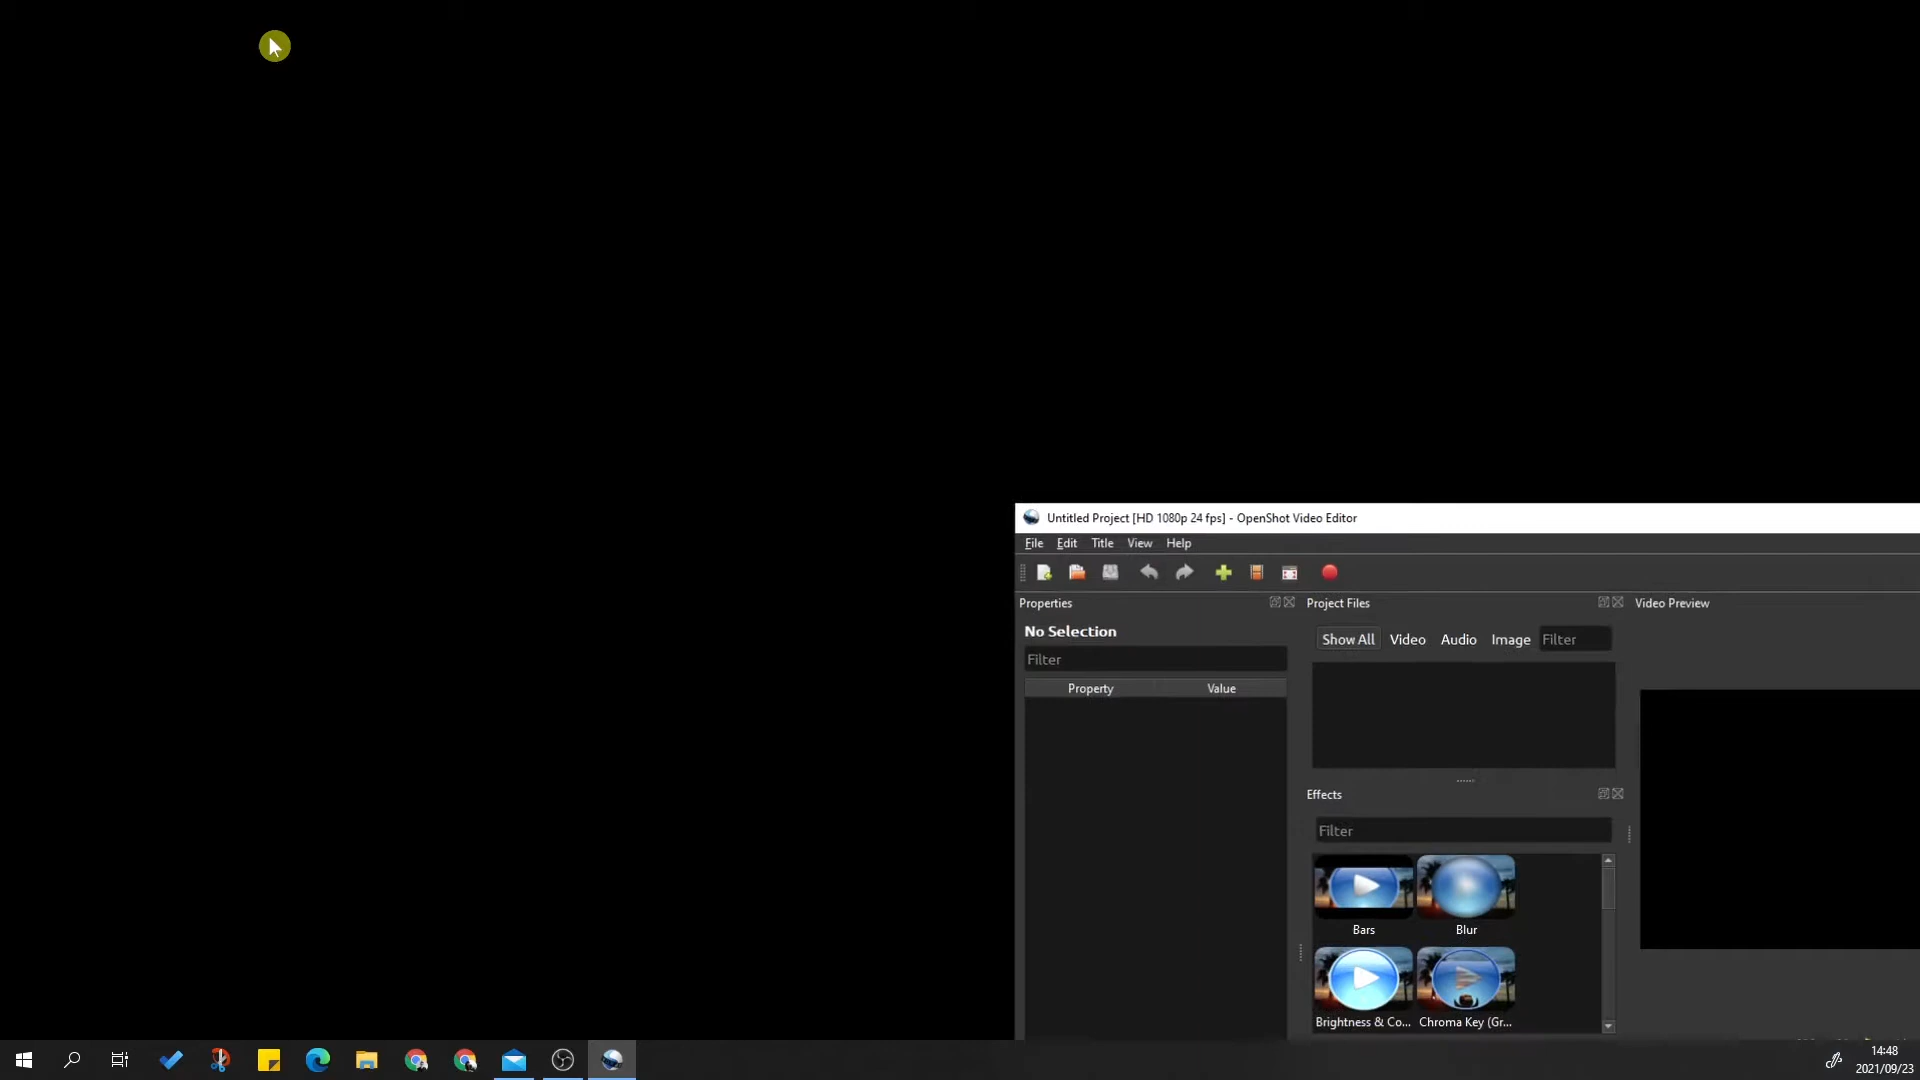 Untitled Project [HD 1080p 24 fps] - OpenShot Video Editor
File Edit Title View Help
Properties
Project Files
Video Preview
No Selection
Show All Video Audio Image Filter
Filter
Property Value
Effects
Filter
Bars Blur
Brightness & Co... Chroma Key (Gr...
14:48
2021/09/23